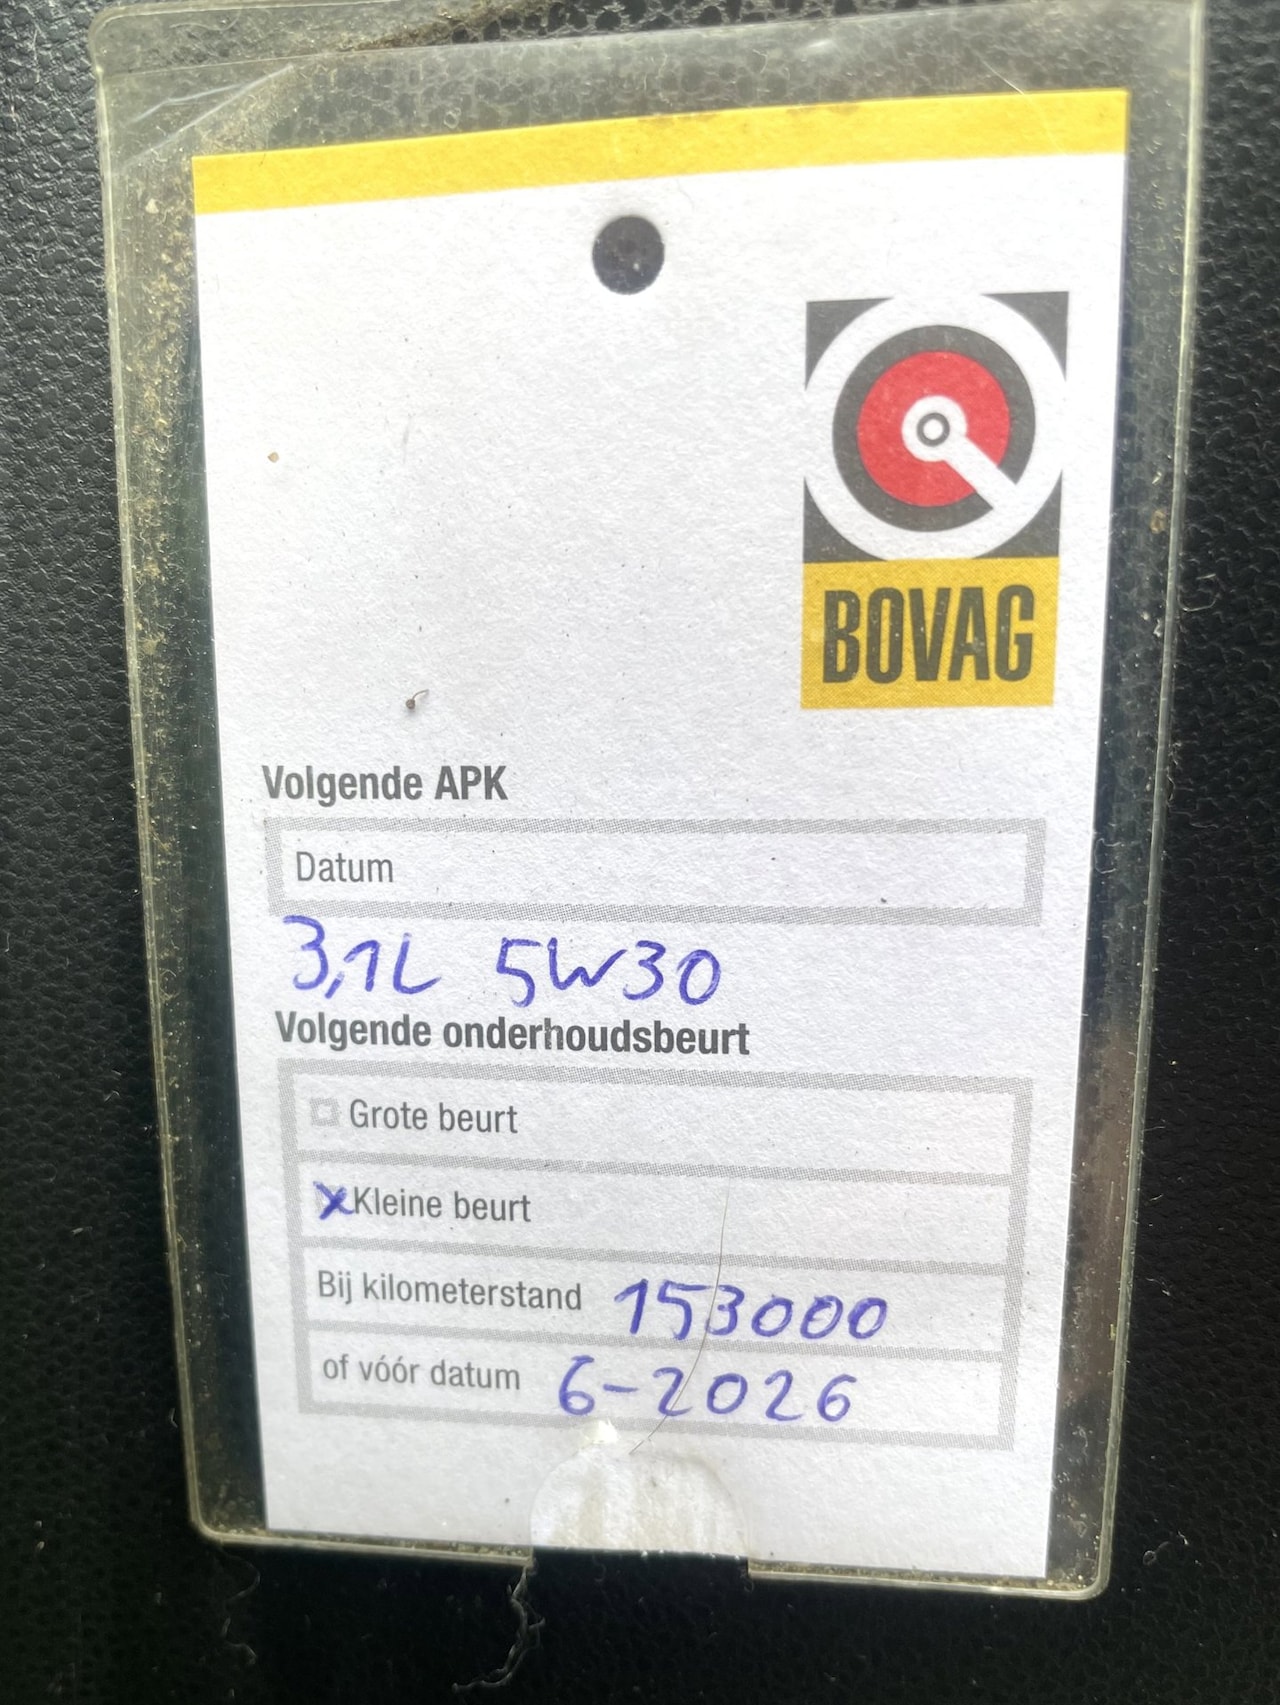 BOVAG
Volgende APK
Datum
3,1L 5W30
Volgende onderhoudsbeurt
Grote beurt
x Kleine beurt
Bij kilometerstand 153000
of vóór datum 6-2026